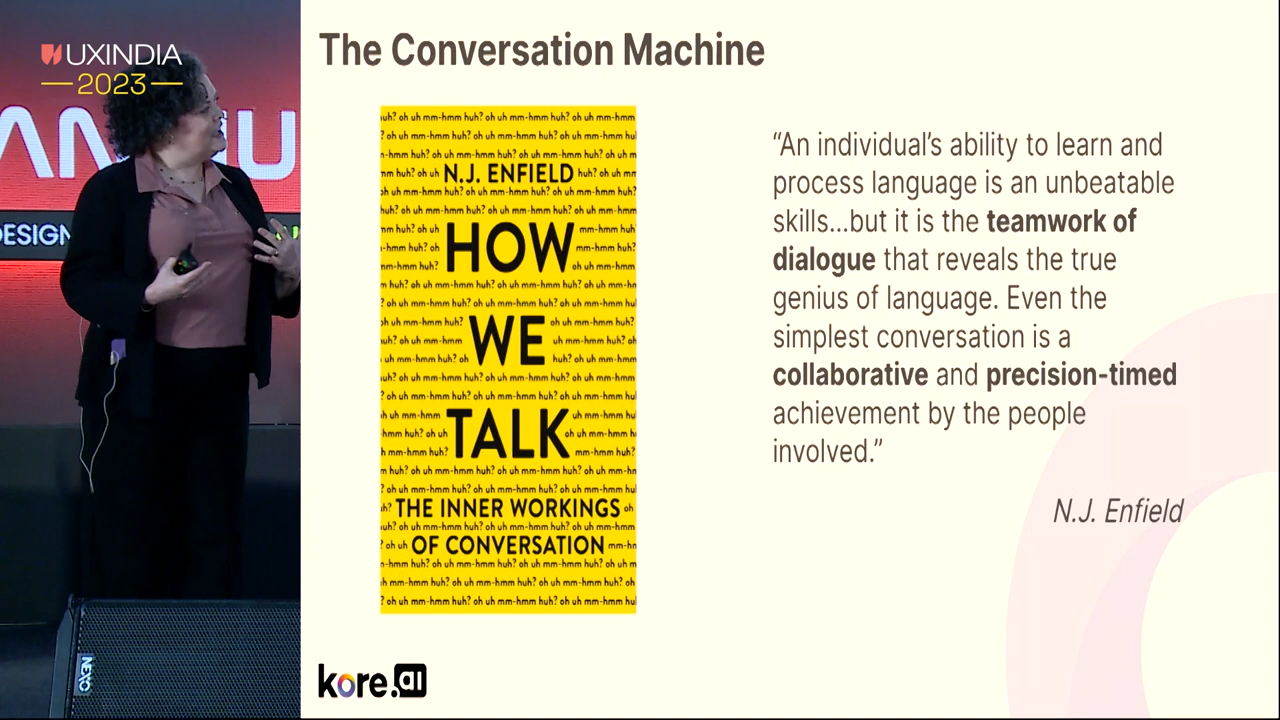 UXINDIA
2023
DESIGN
The Conversation Machine
N.J. ENFIELD
HOW
WE
TALK
THE INNER WORKINGS
OF CONVERSATION
“An individual’s ability to learn and
process language is an unbeatable
skills...but it is the teamwork of
dialogue that reveals the true
genius of language. Even the
simplest conversation is a
collaborative and precision-timed
achievement by the people
involved.”
N.J. Enfield
kore.ai
NEXO